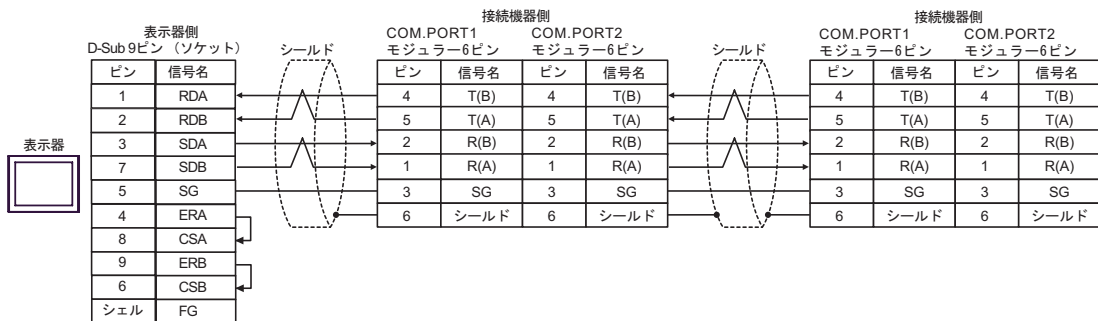 表示器
表示器側
D-Sub 9ピン （ソケット）
ピン 信号名
1 RDA
2 RDB
3 SDA
7 SDB
5 SG
4 ERA
8 CSA
9 ERB
6 CSB
シェル FG
シールド
接続機器側
COM.PORT1 COM.PORT2
モジュラー6ピン モジュラー6ピン
ピン 信号名 ピン 信号名
4 T(B) 4 T(B)
5 T(A) 5 T(A)
2 R(B) 2 R(B)
1 R(A) 1 R(A)
3 SG 3 SG
6 シールド 6 シールド
シールド
接続機器側
COM.PORT1 COM.PORT2
モジュラー6ピン モジュラー6ピン
ピン 信号名 ピン 信号名
4 T(B) 4 T(B)
5 T(A) 5 T(A)
2 R(B) 2 R(B)
1 R(A) 1 R(A)
3 SG 3 SG
6 シールド 6 シールド